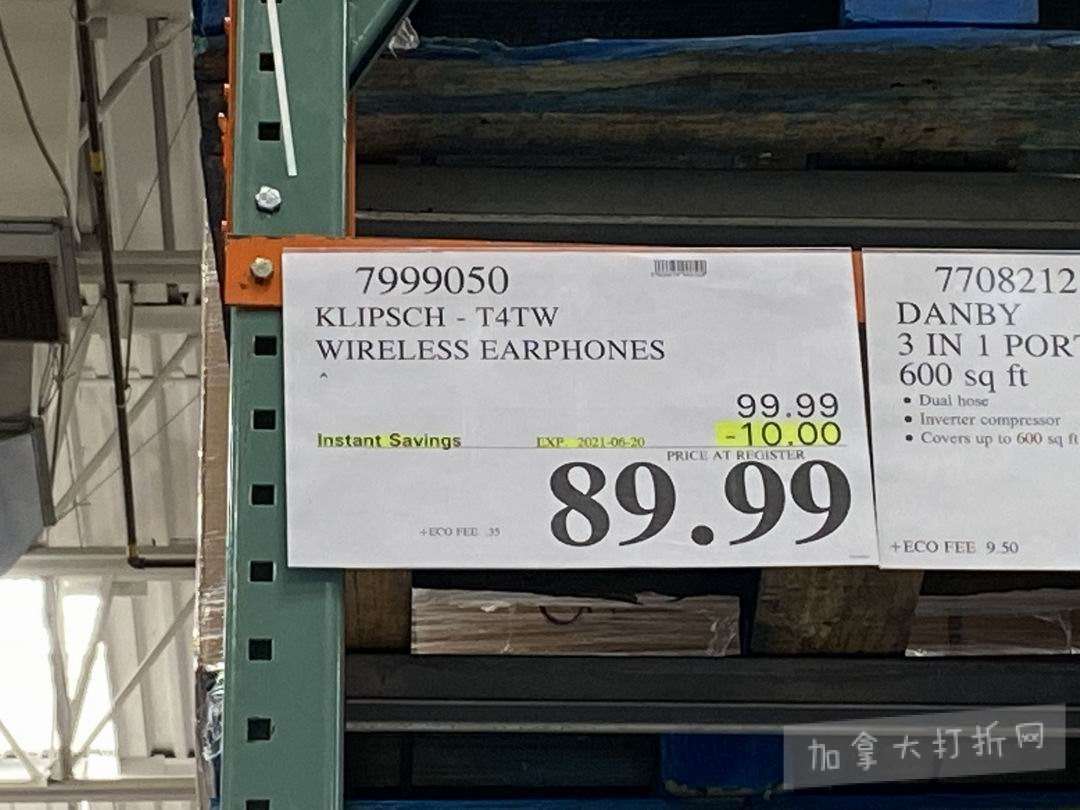 7999050
KLIPSCH - T4TW
WIRELESS EARPHONES
^
99.99
Instant Savings EXP. 2021-06-20 -10.00
PRICE AT REGISTER
89.99
+ECO FEE .35
7708212
DANBY
3 IN 1 PORT
600 sq ft
• Dual hose
• Inverter compressor
• Covers up to 600 sq ft
+ECO FEE 9.50
加拿大打折网